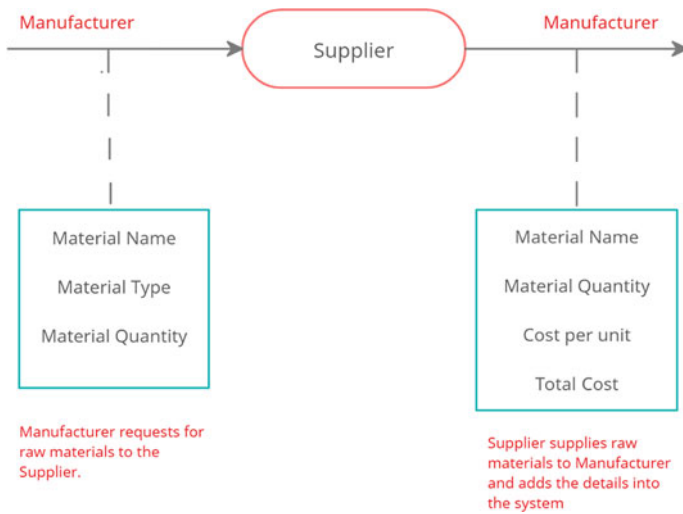 Manufacturer
Supplier
Manufacturer
Material Name
Material Type
Material Quantity
Manufacturer requests for
raw materials to the
Supplier.
Material Name
Material Quantity
Cost per unit
Total Cost
Supplier supplies raw
materials to Manufacturer
and adds the details into
the system